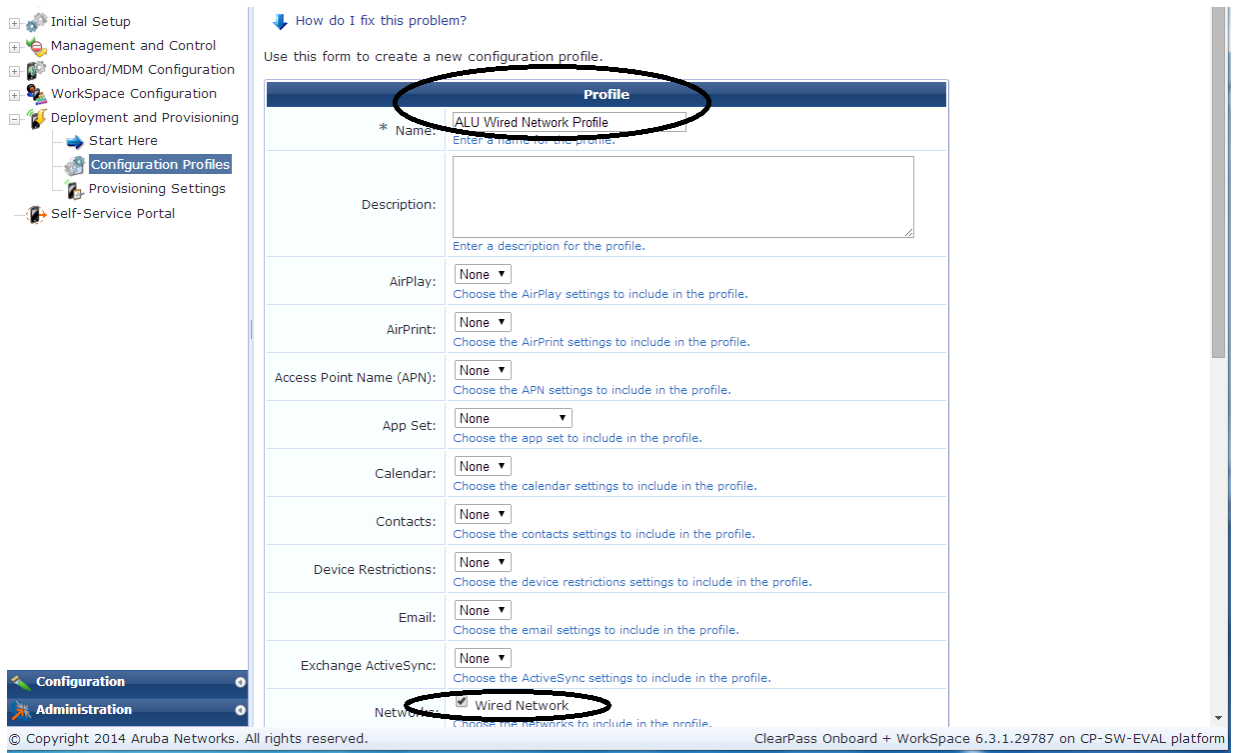 Initial Setup
Management and Control
Onboard/MDM Configuration
WorkSpace Configuration
Deployment and Provisioning
Start Here
Configuration Profiles
Provisioning Settings
Self-Service Portal
Configuration
Administration
How do I fix this problem?
Use this form to create a new configuration profile.
Profile
* Name: ALU Wired Network Profile
Enter a name for the profile.
Description:
Enter a description for the profile.
AirPlay: None
Choose the AirPlay settings to include in the profile.
AirPrint: None
Choose the AirPrint settings to include in the profile.
Access Point Name (APN): None
Choose the APN settings to include in the profile.
App Set: None
Choose the app set to include in the profile.
Calendar: None
Choose the calendar settings to include in the profile.
Contacts: None
Choose the contacts settings to include in the profile.
Device Restrictions: None
Choose the device restrictions settings to include in the profile.
Email: None
Choose the email settings to include in the profile.
Exchange ActiveSync: None
Choose the ActiveSync settings to include in the profile.
Networks: Wired Network
Choose the networks to include in the profile.
© Copyright 2014 Aruba Networks. All rights reserved.
ClearPass Onboard + WorkSpace 6.3.1.29787 on CP-SW-EVAL platform